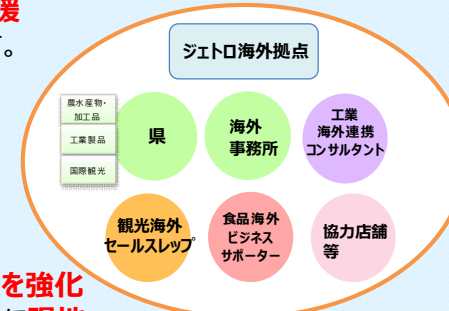 援
。
ジェトロ海外拠点
農水産物・
加工品
工業製品
国際観光
県
海外
事務所
工業
海外連携
コンサルタント
観光海外
セールスレップ
食品海外
ビジネス
サポーター
協力店舗
等
を強化